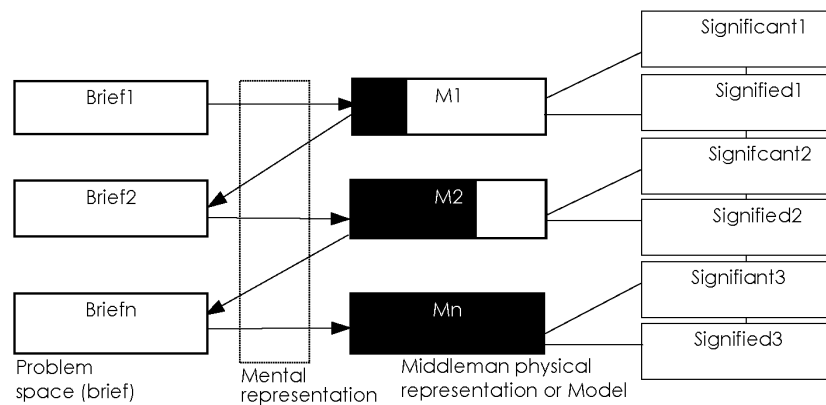 Significant1
Brief1
M1
Signified1
Signifcant2
Brief2
M2
Signified2
Signifiant3
Briefn
Mn
Signified3
Problem
space (brief)
Mental
representation
Middleman physical
representation or Model